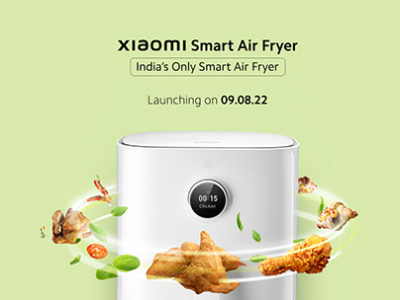 xiaomi Smart Air Fryer
India's Only Smart Air Fryer
Launching on 09.08.22
00:15
Chicken